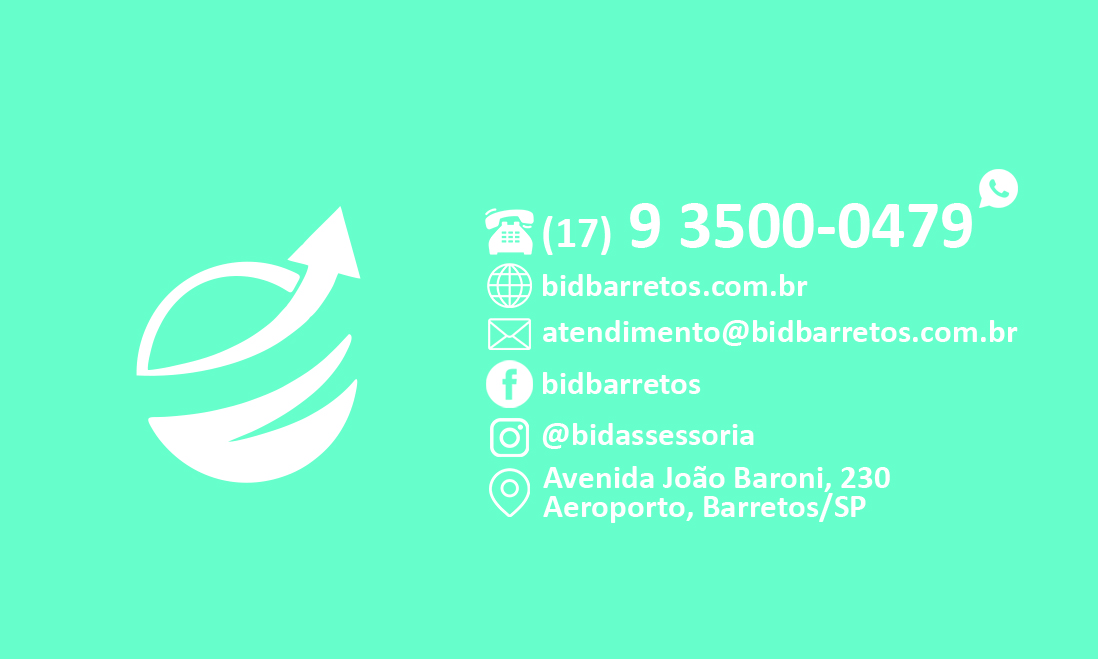 (17) 9 3500-0479
bidbarretos.com.br
atendimento@bidbarretos.com.br
bidbarretos
@bidassessoria
Avenida João Baroni, 230
Aeroporto, Barretos/SP